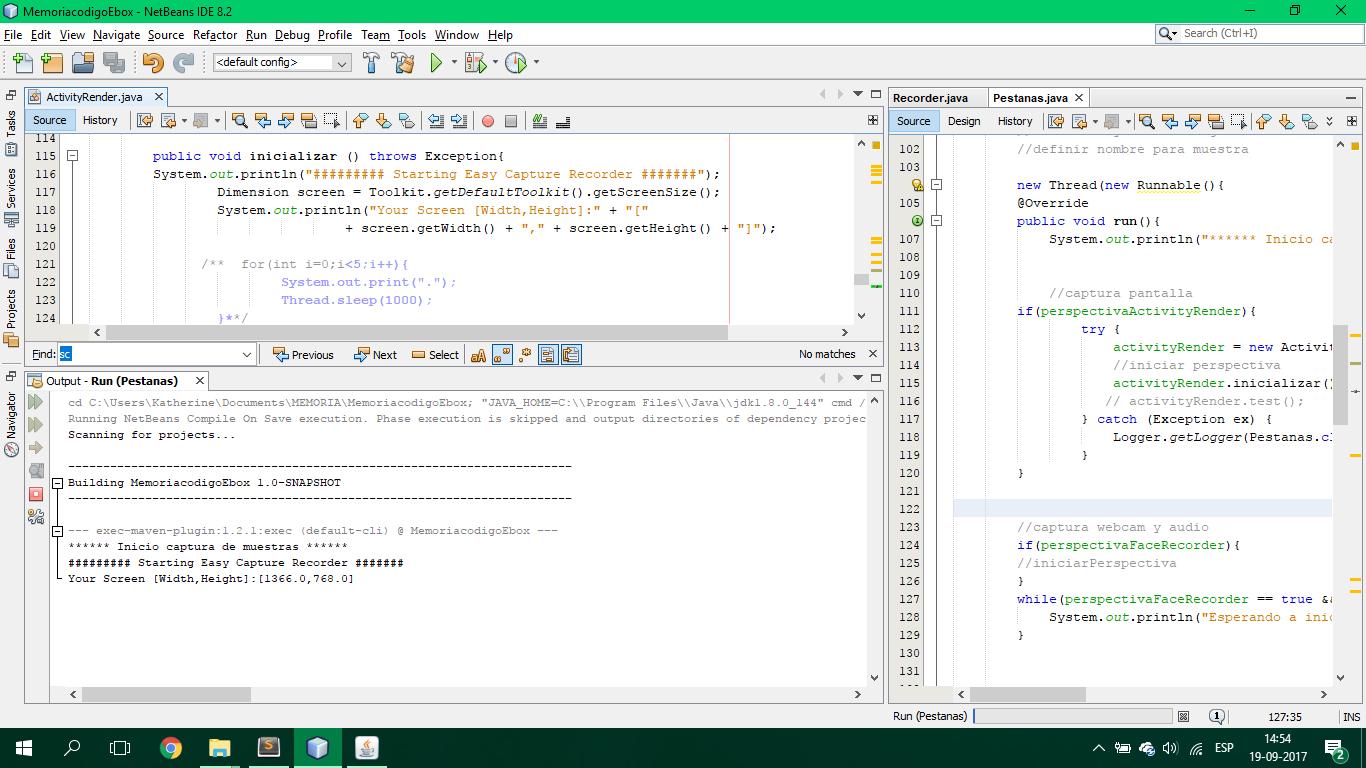 MemoriacodigoEbox - NetBeans IDE 8.2
File Edit View Navigate Source Refactor Run Debug Profile Team Tools Window Help
Search (Ctrl+I)
<default config>
ActivityRender.java
Source History
114
115 public void inicializar () throws Exception{
116 System.out.println("######### Starting Easy Capture Recorder #######");
117 Dimension screen = Toolkit.getDefaultToolkit().getScreenSize();
118 System.out.println("Your Screen [Width,Height]:" + "["
119 + screen.getWidth() + "," + screen.getHeight() + "]");
120
121 /** for(int i=0;i<5;i++){
122 System.out.print(".");
123 Thread.sleep(1000);
124 }**/
Find: sc
Previous Next Select
No matches
Output - Run (Pestanas)
cd C:\Users\Katherine\Documents\MEMORIA\MemoriacodigoEbox; "JAVA_HOME=C:\\Program Files\\Java\\jdk1.8.0_144" cmd /
Running NetBeans Compile On Save execution. Phase execution is skipped and output directories of dependency projec
Scanning for projects...
------------------------------------------------------------------------
Building MemoriacodigoEbox 1.0-SNAPSHOT
------------------------------------------------------------------------
--- exec-maven-plugin:1.2.1:exec (default-cli) @ MemoriacodigoEbox ---
****** Inicio captura de muestras ******
######### Starting Easy Capture Recorder #######
Your Screen [Width,Height]:[1366.0,768.0]
Tasks
Services
Files
Projects
Navigator
Recorder.java Pestanas.java
Source Design History
102 //definir nombre para muestra
103
new Thread(new Runnable(){
105 @Override
public void run(){
107 System.out.println("****** Inicio ca
108
109
110 //captura pantalla
111 if(perspectivaActivityRender){
112 try {
113 activityRender = new Activit
114 //iniciar perspectiva
115 activityRender.inicializar()
116 // activityRender.test();
117 } catch (Exception ex) {
118 Logger.getLogger(Pestanas.cl
119 }
120 }
121
122
123 //captura webcam y audio
124 if(perspectivaFaceRecorder){
125 //iniciarPerspectiva
126 }
127 while(perspectivaFaceRecorder == true &&
128 System.out.println("Esperando a inic
129 }
130
131
Run (Pestanas)
1
127:35
INS
ESP
14:54
19-09-2017
2